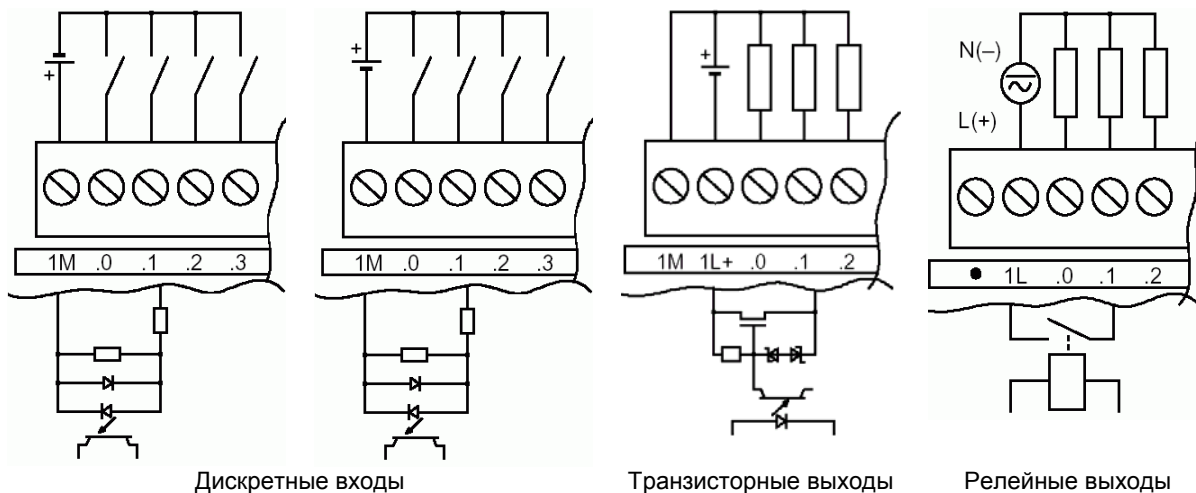 +
+
+
N(–)
L(+)
1M .0 .1 .2 .3
1M .0 .1 .2 .3
1M 1L+ .0 .1 .2
● 1L .0 .1 .2
Дискретные входы
Транзисторные выходы
Релейные выходы